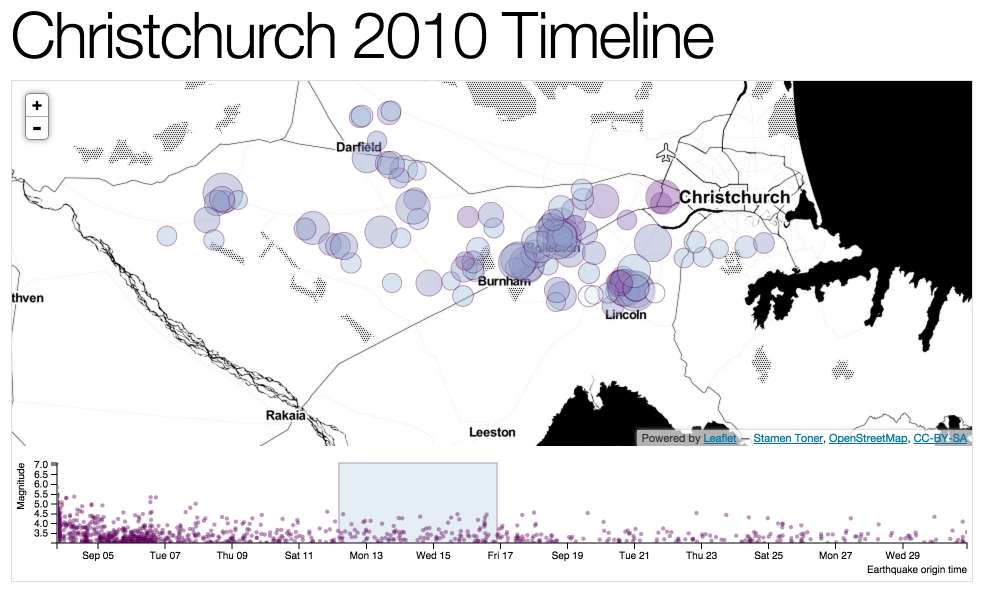 Christchurch 2010 Timeline
+
-
Darfield
Christchurch
Rolleston
Burnham
thven
Lincoln
Rakaia
Leeston
Powered by Leaflet — Stamen Toner, OpenStreetMap, CC-BY-SA
Magnitude
7.0
6.5
6.0
5.5
5.0
4.5
4.0
3.5
Sep 05 Tue 07 Thu 09 Sat 11 Mon 13 Wed 15 Fri 17 Sep 19 Tue 21 Thu 23 Sat 25 Mon 27 Wed 29
Earthquake origin time